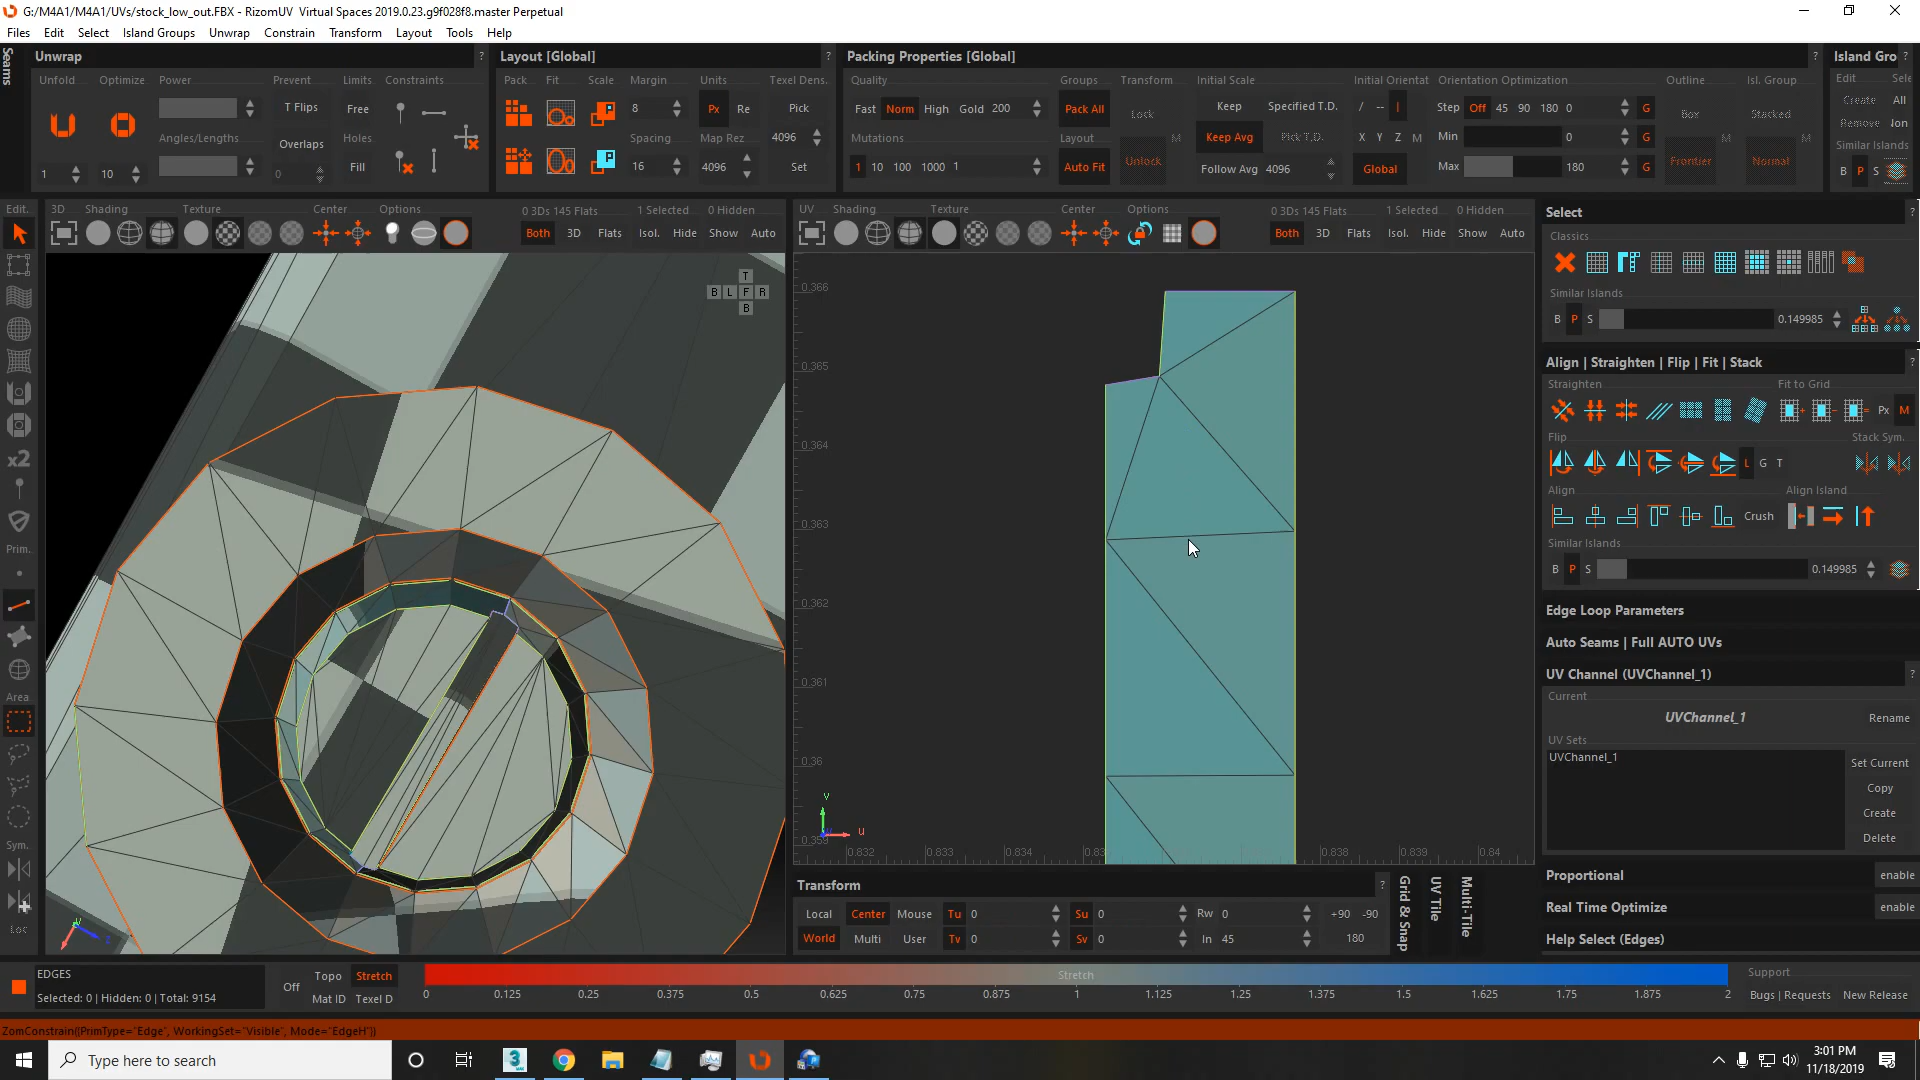 G:/M4A1/M4A1/UVs/stock_low_out.FBX - RizomUV Virtual Spaces 2019.0.23.g9f028f8.master Perpetual
Files Edit Select Island Groups Unwrap Constrain Transform Layout Tools Help
Seams
Unwrap ?
Unfold Optimize Power Prevent Limits Constraints
T Flips Free
Angles/Lengths Overlaps Holes.
Fill
1 10 0
Layout [Global] ?
Pack Fit Scale Margin Units Texel Dens.
8 Px Re Pick
Spacing Map Rez 4096
16 4096 Set
Packing Properties [Global] ?
Quality Groups Transform Initial Scale Initial Orientat Orientation Optimization Outline Isl. Group
Fast Norm High Gold 200 Pack All Lock Keep Specified T.D. / -- | Step Off 45 90 180 0 G Box Stacked
Mutations Layout M Keep Avg Pick T.D. X Y Z M Min 0 G M M
1 10 100 1000 1 Auto Fit Unlock Follow Avg 4096 Global Max 180 G Frontier Normal
Island Gro ?
Edit Sele
Create All
Remove Non
Similar Islands
B P S
Edit.
x2
Prim.
Area
Sym.
Loc
3D Shading Texture Center Options 0 3Ds 145 Flats 1 Selected 0 Hidden
Both 3D Flats Isol. Hide Show Auto
T
B L F R
B
UV Shading Texture Center Options 0 3Ds 145 Flats 1 Selected 0 Hidden
Both 3D Flats Isol. Hide Show Auto
0.366
0.365
0.364
0.363
0.362
0.361
0.36
0.359
v
u
0.832 0.833 0.834 0.838 0.839 0.84
Transform ?
Local Center Mouse Tu 0 Su 0 Rw 0 +90 -90
World Multi User Tv 0 Sv 0 In 45 180
Grid & Snap
UV Tile
Multi-Tile
Select ?
Classics
Similar Islands
B P S 0.149985
Align | Straighten | Flip | Fit | Stack ?
Straighten Fit to Grid
Px M
Flip Stack Sym.
L G T
Align Align Island
Crush
Similar Islands
B P S 0.149985
Edge Loop Parameters
Auto Seams | Full AUTO UVs
UV Channel (UVChannel_1) ?
Current
UVChannel_1 Rename
UV Sets
UVChannel_1
Set Current
Copy
Create
Delete
Proportional enable
Real Time Optimize enable
Help Select (Edges)
EDGES
Selected: 0 | Hidden: 0 | Total: 9154
Off Topo Stretch
Mat ID Texel D
Stretch
0 0.125 0.25 0.375 0.5 0.625 0.75 0.875 1 1.125 1.25 1.375 1.5 1.625 1.75 1.875 2
Support
Bugs | Requests New Release
ZomConstrain({PrimType="Edge", WorkingSet="Visible", Mode="EdgeH"})
Type here to search
3:01 PM
11/18/2019